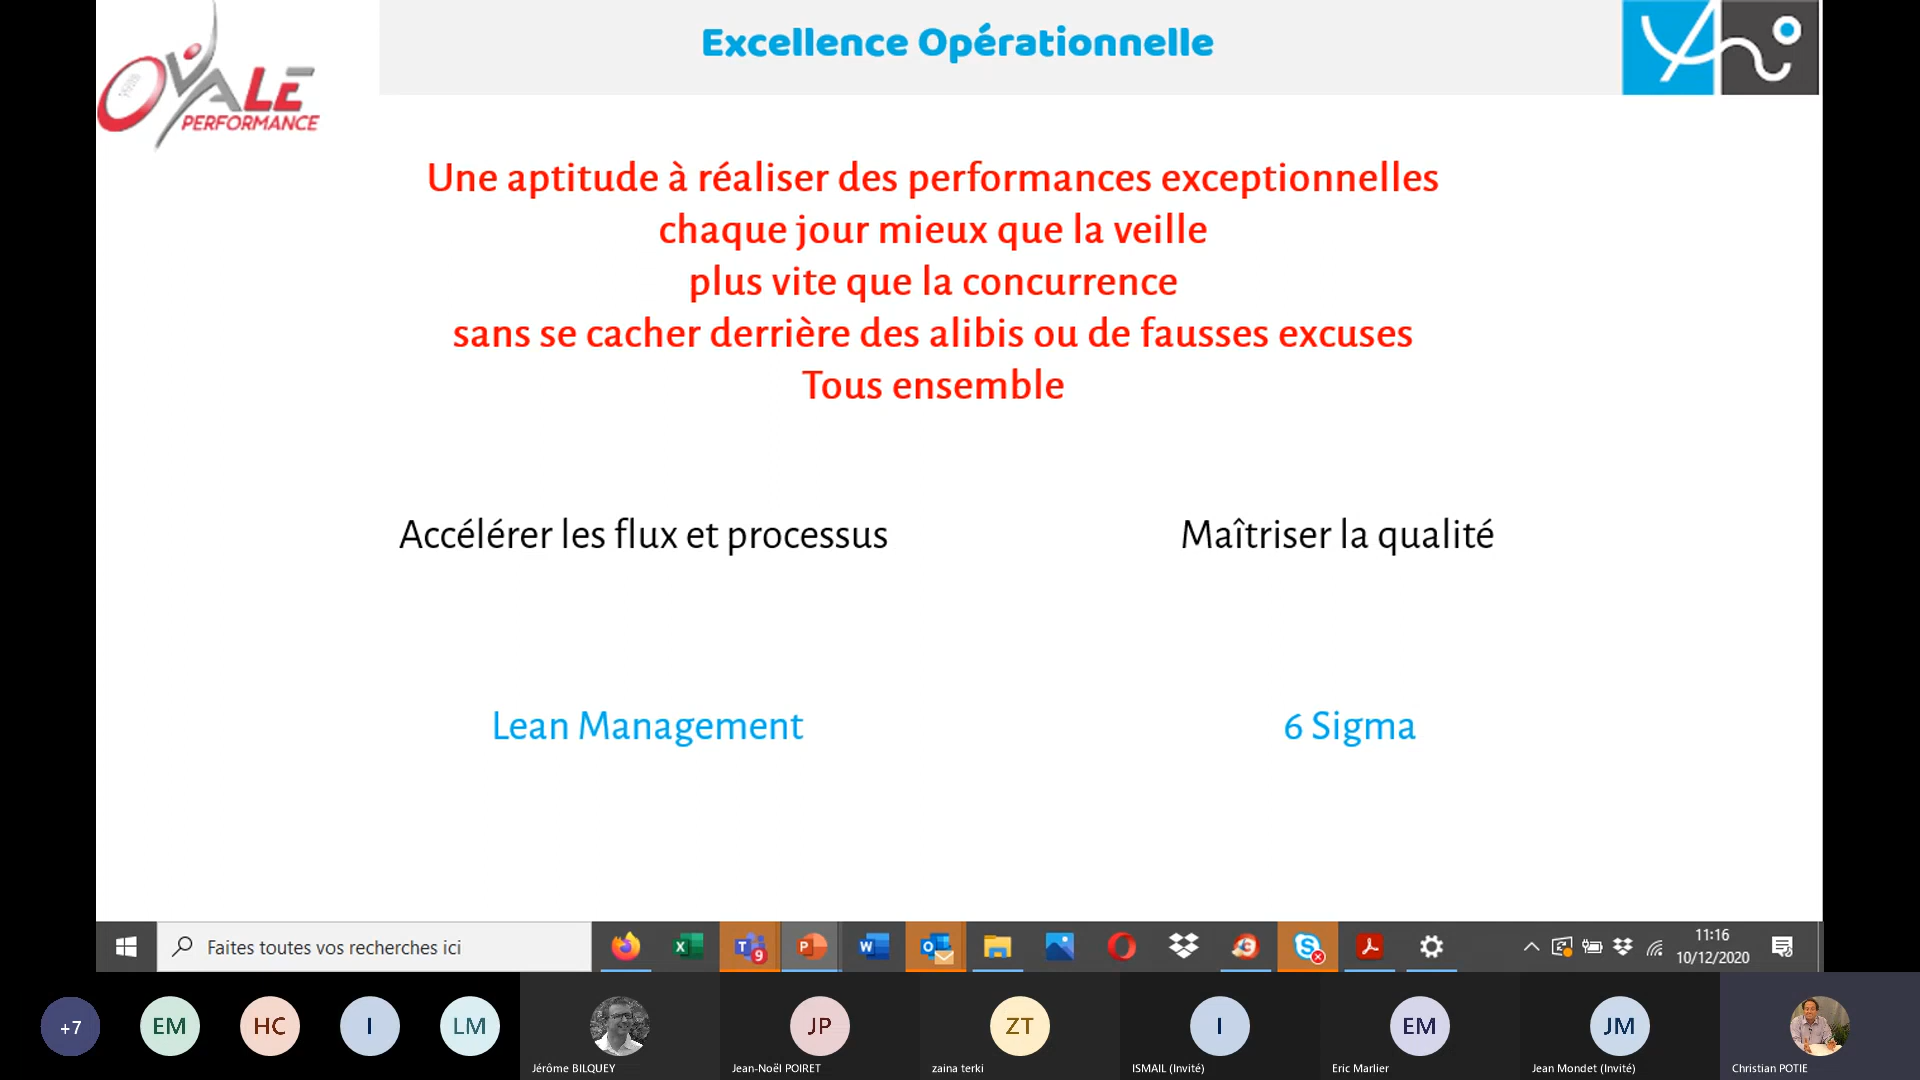 OVALE
PERFORMANCE
Excellence Opérationnelle
Une aptitude à réaliser des performances exceptionnelles
chaque jour mieux que la veille
plus vite que la concurrence
sans se cacher derrière des alibis ou de fausses excuses
Tous ensemble
Accélérer les flux et processus
Maîtriser la qualité
Lean Management
6 Sigma
Faites toutes vos recherches ici
9
11:16
10/12/2020
+7
EM
HC
I
LM
JP
ZT
I
EM
JM
Jérôme BILQUEY
Jean-Noël POIRET
zaina terki
ISMAIL (Invité)
Eric Marlier
Jean Mondet (Invité)
Christian POTIE